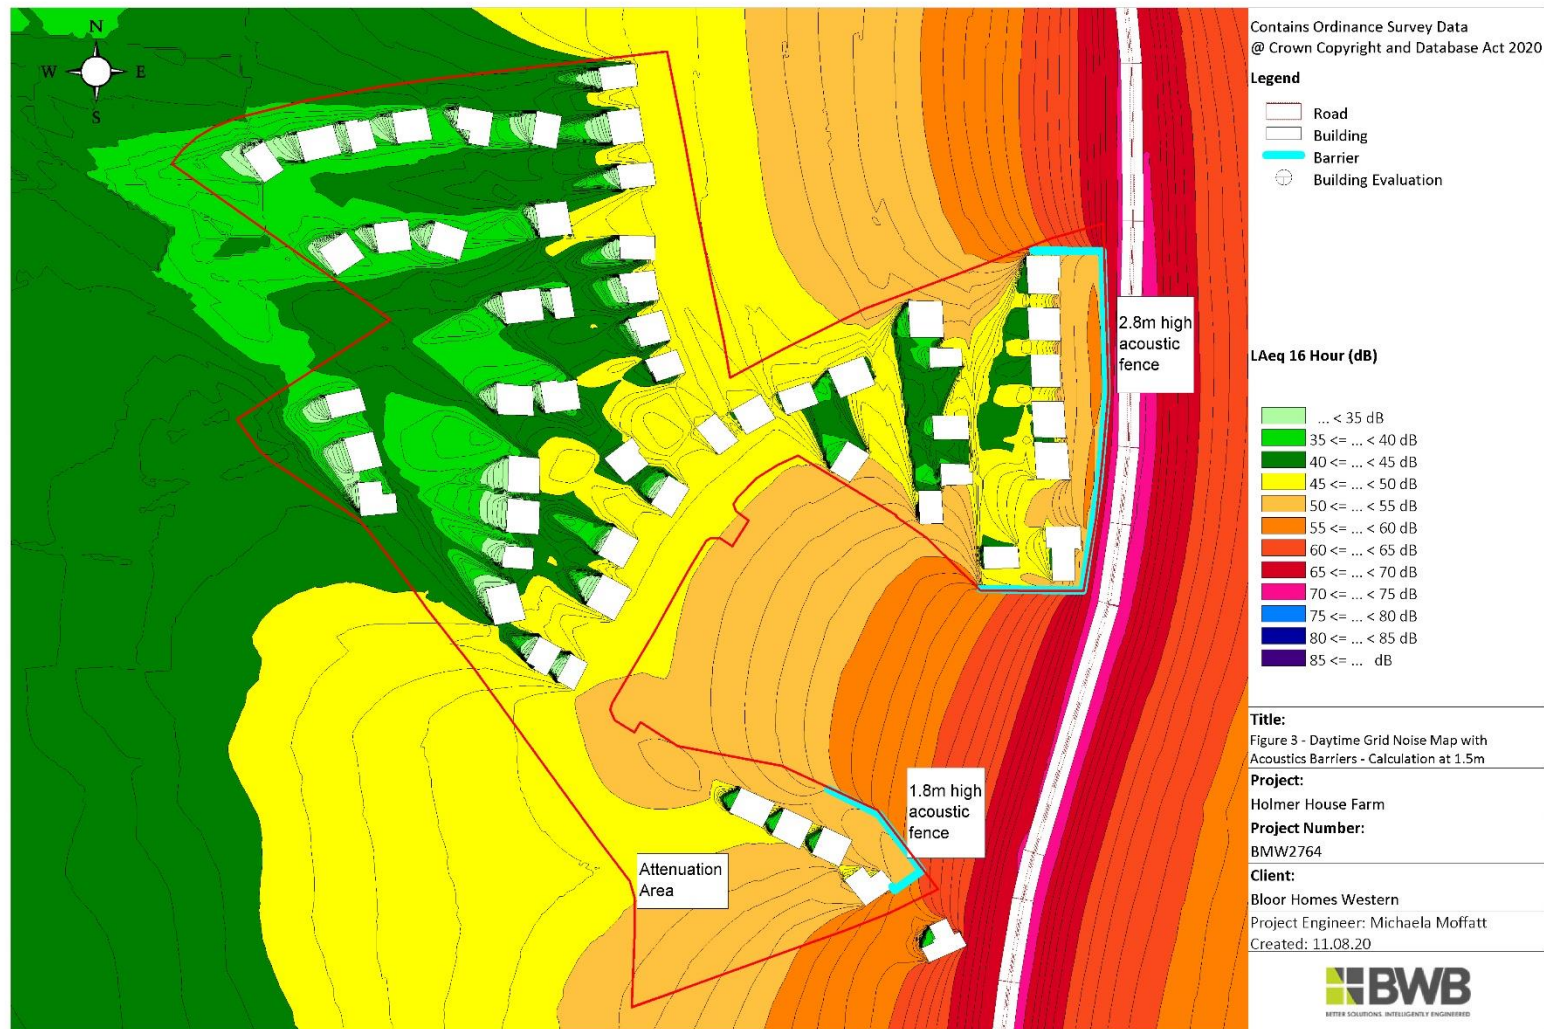 N
W E
S
2.8m high
acoustic
fence
1.8m high
acoustic
fence
Attenuation
Area
Contains Ordinance Survey Data
@ Crown Copyright and Database Act 2020
Legend
Road
Building
Barrier
Building Evaluation
LAeq 16 Hour (dB)
... < 35 dB
35 <= ... < 40 dB
40 <= ... < 45 dB
45 <= ... < 50 dB
50 <= ... < 55 dB
55 <= ... < 60 dB
60 <= ... < 65 dB
65 <= ... < 70 dB
70 <= ... < 75 dB
75 <= ... < 80 dB
80 <= ... < 85 dB
85 <= ... dB
Title:
Figure 3 - Daytime Grid Noise Map with
Acoustics Barriers - Calculation at 1.5m
Project:
Holmer House Farm
Project Number:
BMW2764
Client:
Bloor Homes Western
Project Engineer: Michaela Moffatt
Created: 11.08.20
BWB
BETTER SOLUTIONS. INTELLIGENTLY ENGINEERED